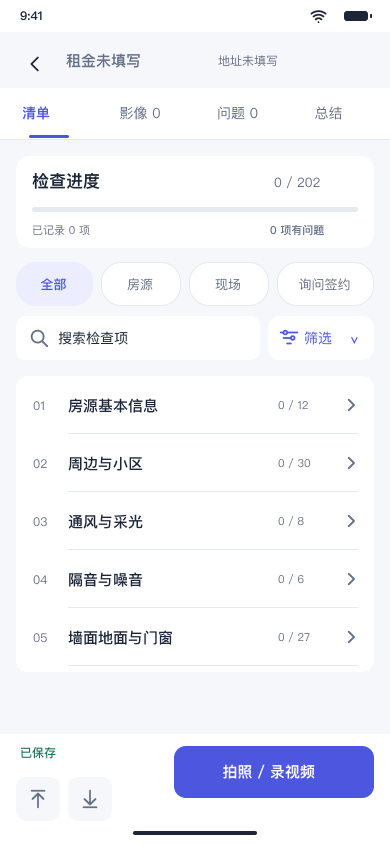 9:41
租金未填写 地址未填写
清单 影像 0 问题 0 总结
检查进度 0 / 202
已记录 0 项 0 项有问题
全部 房源 现场 询问签约
搜索检查项 筛选
01 房源基本信息 0 / 12
02 周边与小区 0 / 30
03 通风与采光 0 / 8
04 隔音与噪音 0 / 6
05 墙面地面与门窗 0 / 27
已保存
拍照 / 录视频